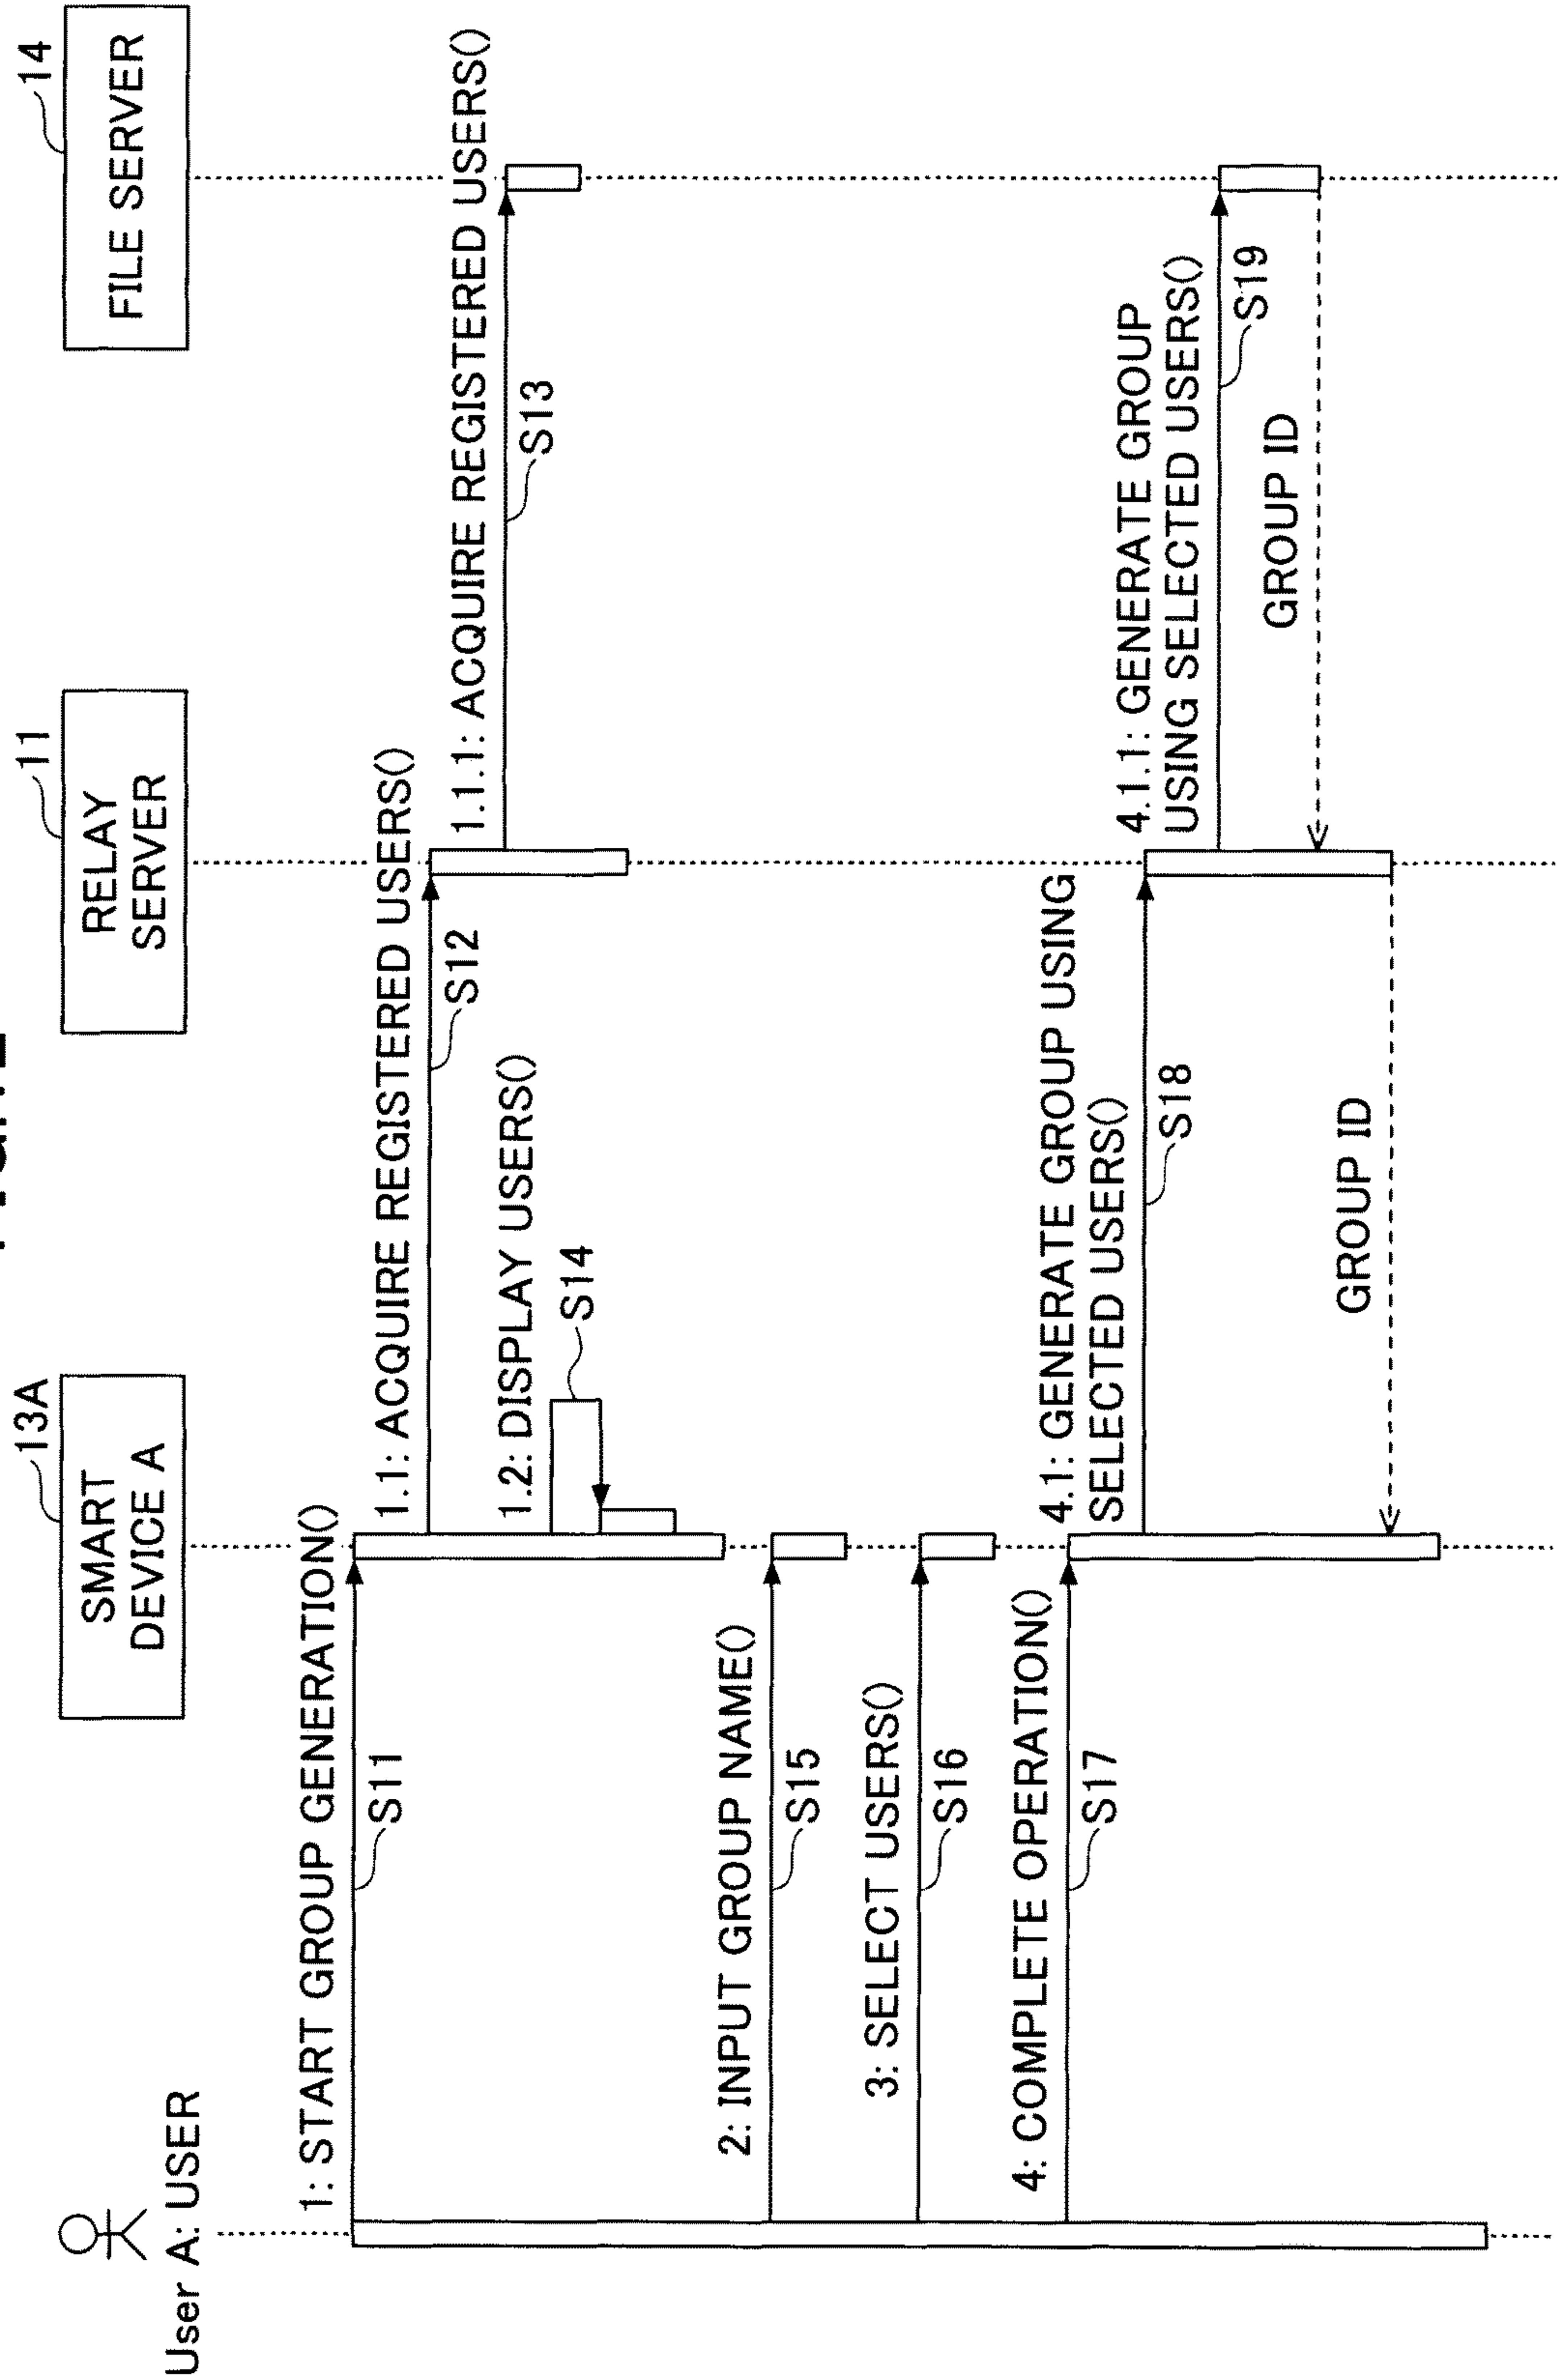 User A: USER
SMART
DEVICE A
13A
RELAY
SERVER
11
FILE SERVER
14
1: START GROUP GENERATION()
S11
1.1: ACQUIRE REGISTERED USERS()
S12
1.1.1: ACQUIRE REGISTERED USERS()
S13
1.2: DISPLAY USERS()
S14
2: INPUT GROUP NAME()
S15
3: SELECT USERS()
S16
4: COMPLETE OPERATION()
S17
4.1: GENERATE GROUP USING
SELECTED USERS()
S18
4.1.1: GENERATE GROUP
USING SELECTED USERS()
S19
GROUP ID
GROUP ID